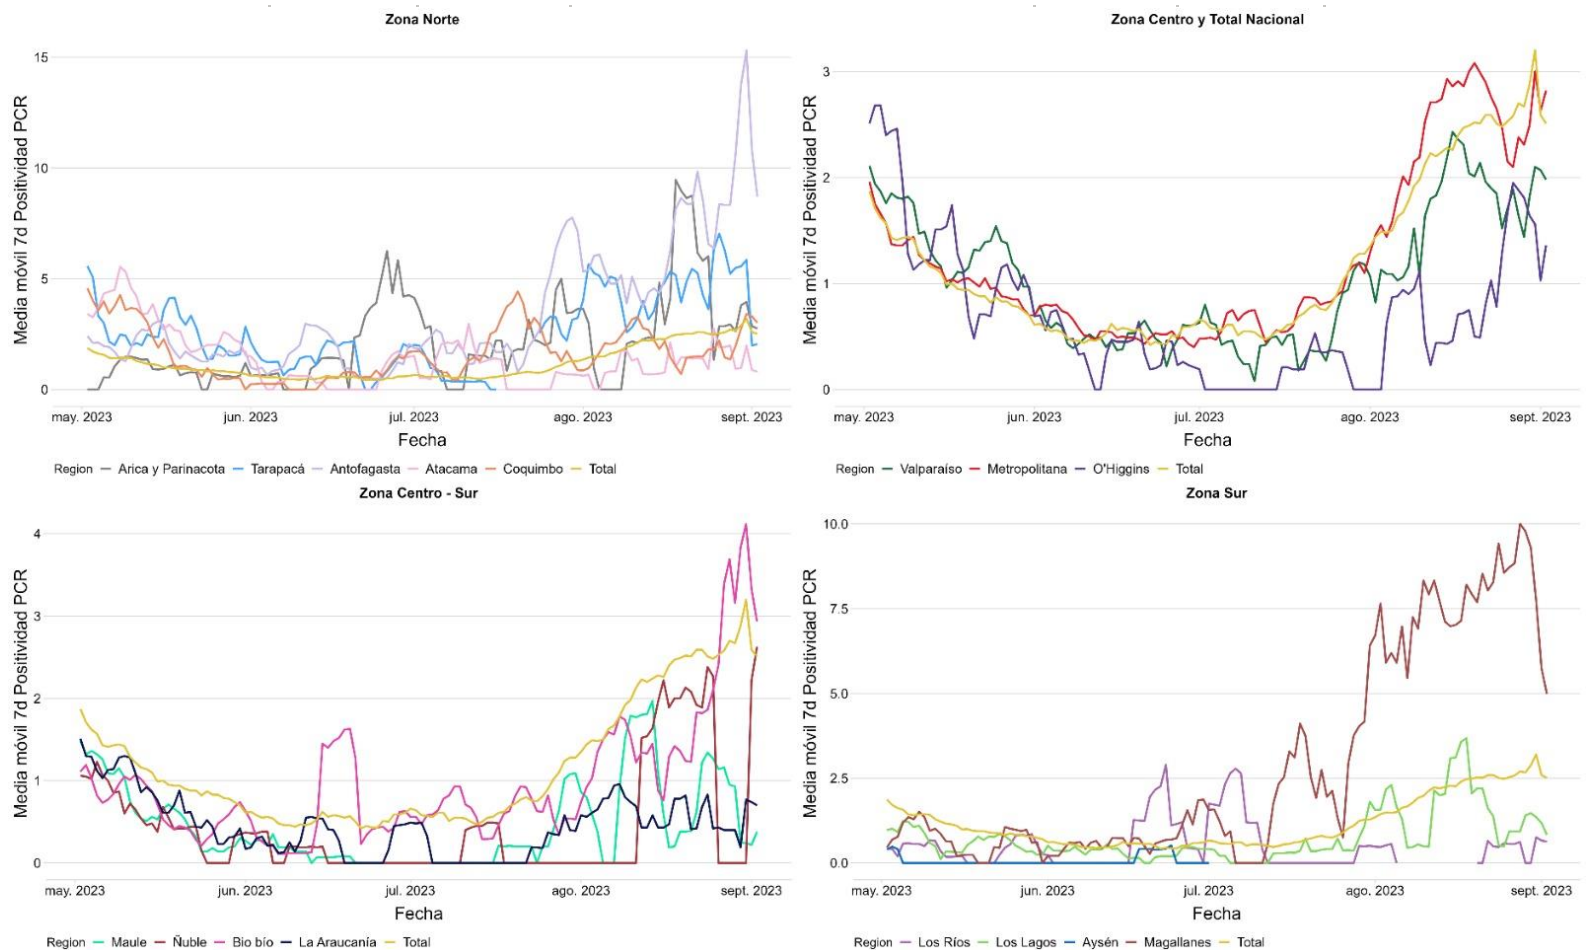 Zona Norte
Media móvil 7d Positividad PCR
15
10
5
0
may. 2023 jun. 2023 jul. 2023 ago. 2023 sept. 2023
Fecha
Region Arica y Parinacota Tarapacá Antofagasta Atacama Coquimbo Total
Zona Centro y Total Nacional
Media móvil 7d Positividad PCR
3
2
1
0
may. 2023 jun. 2023 jul. 2023 ago. 2023 sept. 2023
Fecha
Region Valparaíso Metropolitana O'Higgins Total
Zona Centro - Sur
Media móvil 7d Positividad PCR
4
3
2
1
0
may. 2023 jun. 2023 jul. 2023 ago. 2023 sept. 2023
Fecha
Region Maule Ñuble Bio bío La Araucanía Total
Zona Sur
Media móvil 7d Positividad PCR
10.0
7.5
5.0
2.5
0.0
may. 2023 jun. 2023 jul. 2023 ago. 2023 sept. 2023
Fecha
Region Los Ríos Los Lagos Aysén Magallanes Total